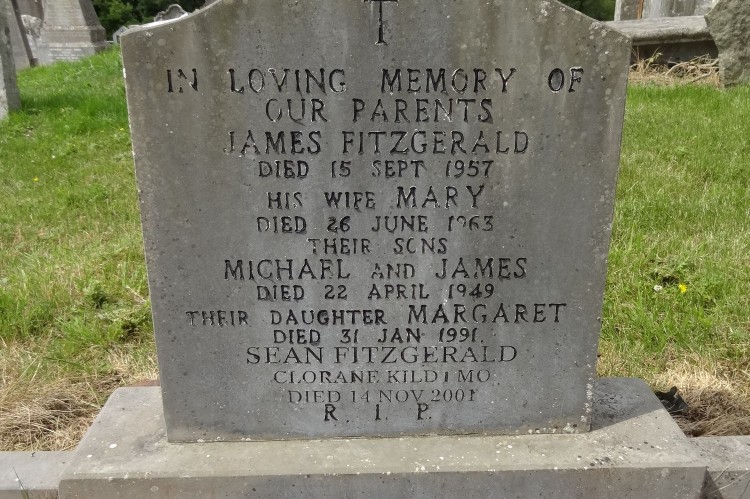 IN LOVING MEMORY OF
OUR PARENTS
JAMES FITZGERALD
DIED 15 SEPT 1957
HIS WIFE MARY
DIED 26 JUNE 1963
THEIR SONS
MICHAEL AND JAMES
DIED 22 APRIL 1949
THEIR DAUGHTER MARGARET
DIED 31 JAN 1991.
SEAN FITZGERALD
CLORANE KILDIMO
DIED 14 NOV 2001
R. I. P.